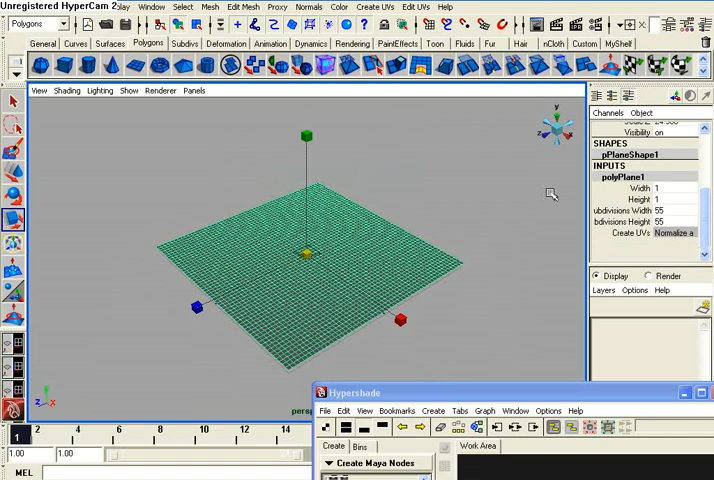 Unregistered HyperCam 2
Window Select Mesh Edit Mesh Proxy Normals Color Create UVs Edit UVs Help
Polygons
General Curves Surfaces Polygons Subdivs Deformation Animation Dynamics Rendering PaintEffects Toon Fluids Fur Hair nCloth Custom MyShelf
View Shading Lighting Show Renderer Panels
Channels Object
Visibility on
SHAPES
pPlaneShape1
INPUTS
polyPlane1
Width 1
Height 1
ubdivisions Width 55
bdivisions Height 55
Create UVs Normalize a
Display Render
Layers Options Help
y
z
x
persp
z
x
Hypershade
File Edit View Bookmarks Create Tabs Graph Window Options Help
Create Bins
Work Area
Create Maya Nodes
1 2 4 6 8 10 12 14
1.00 1.00
MEL